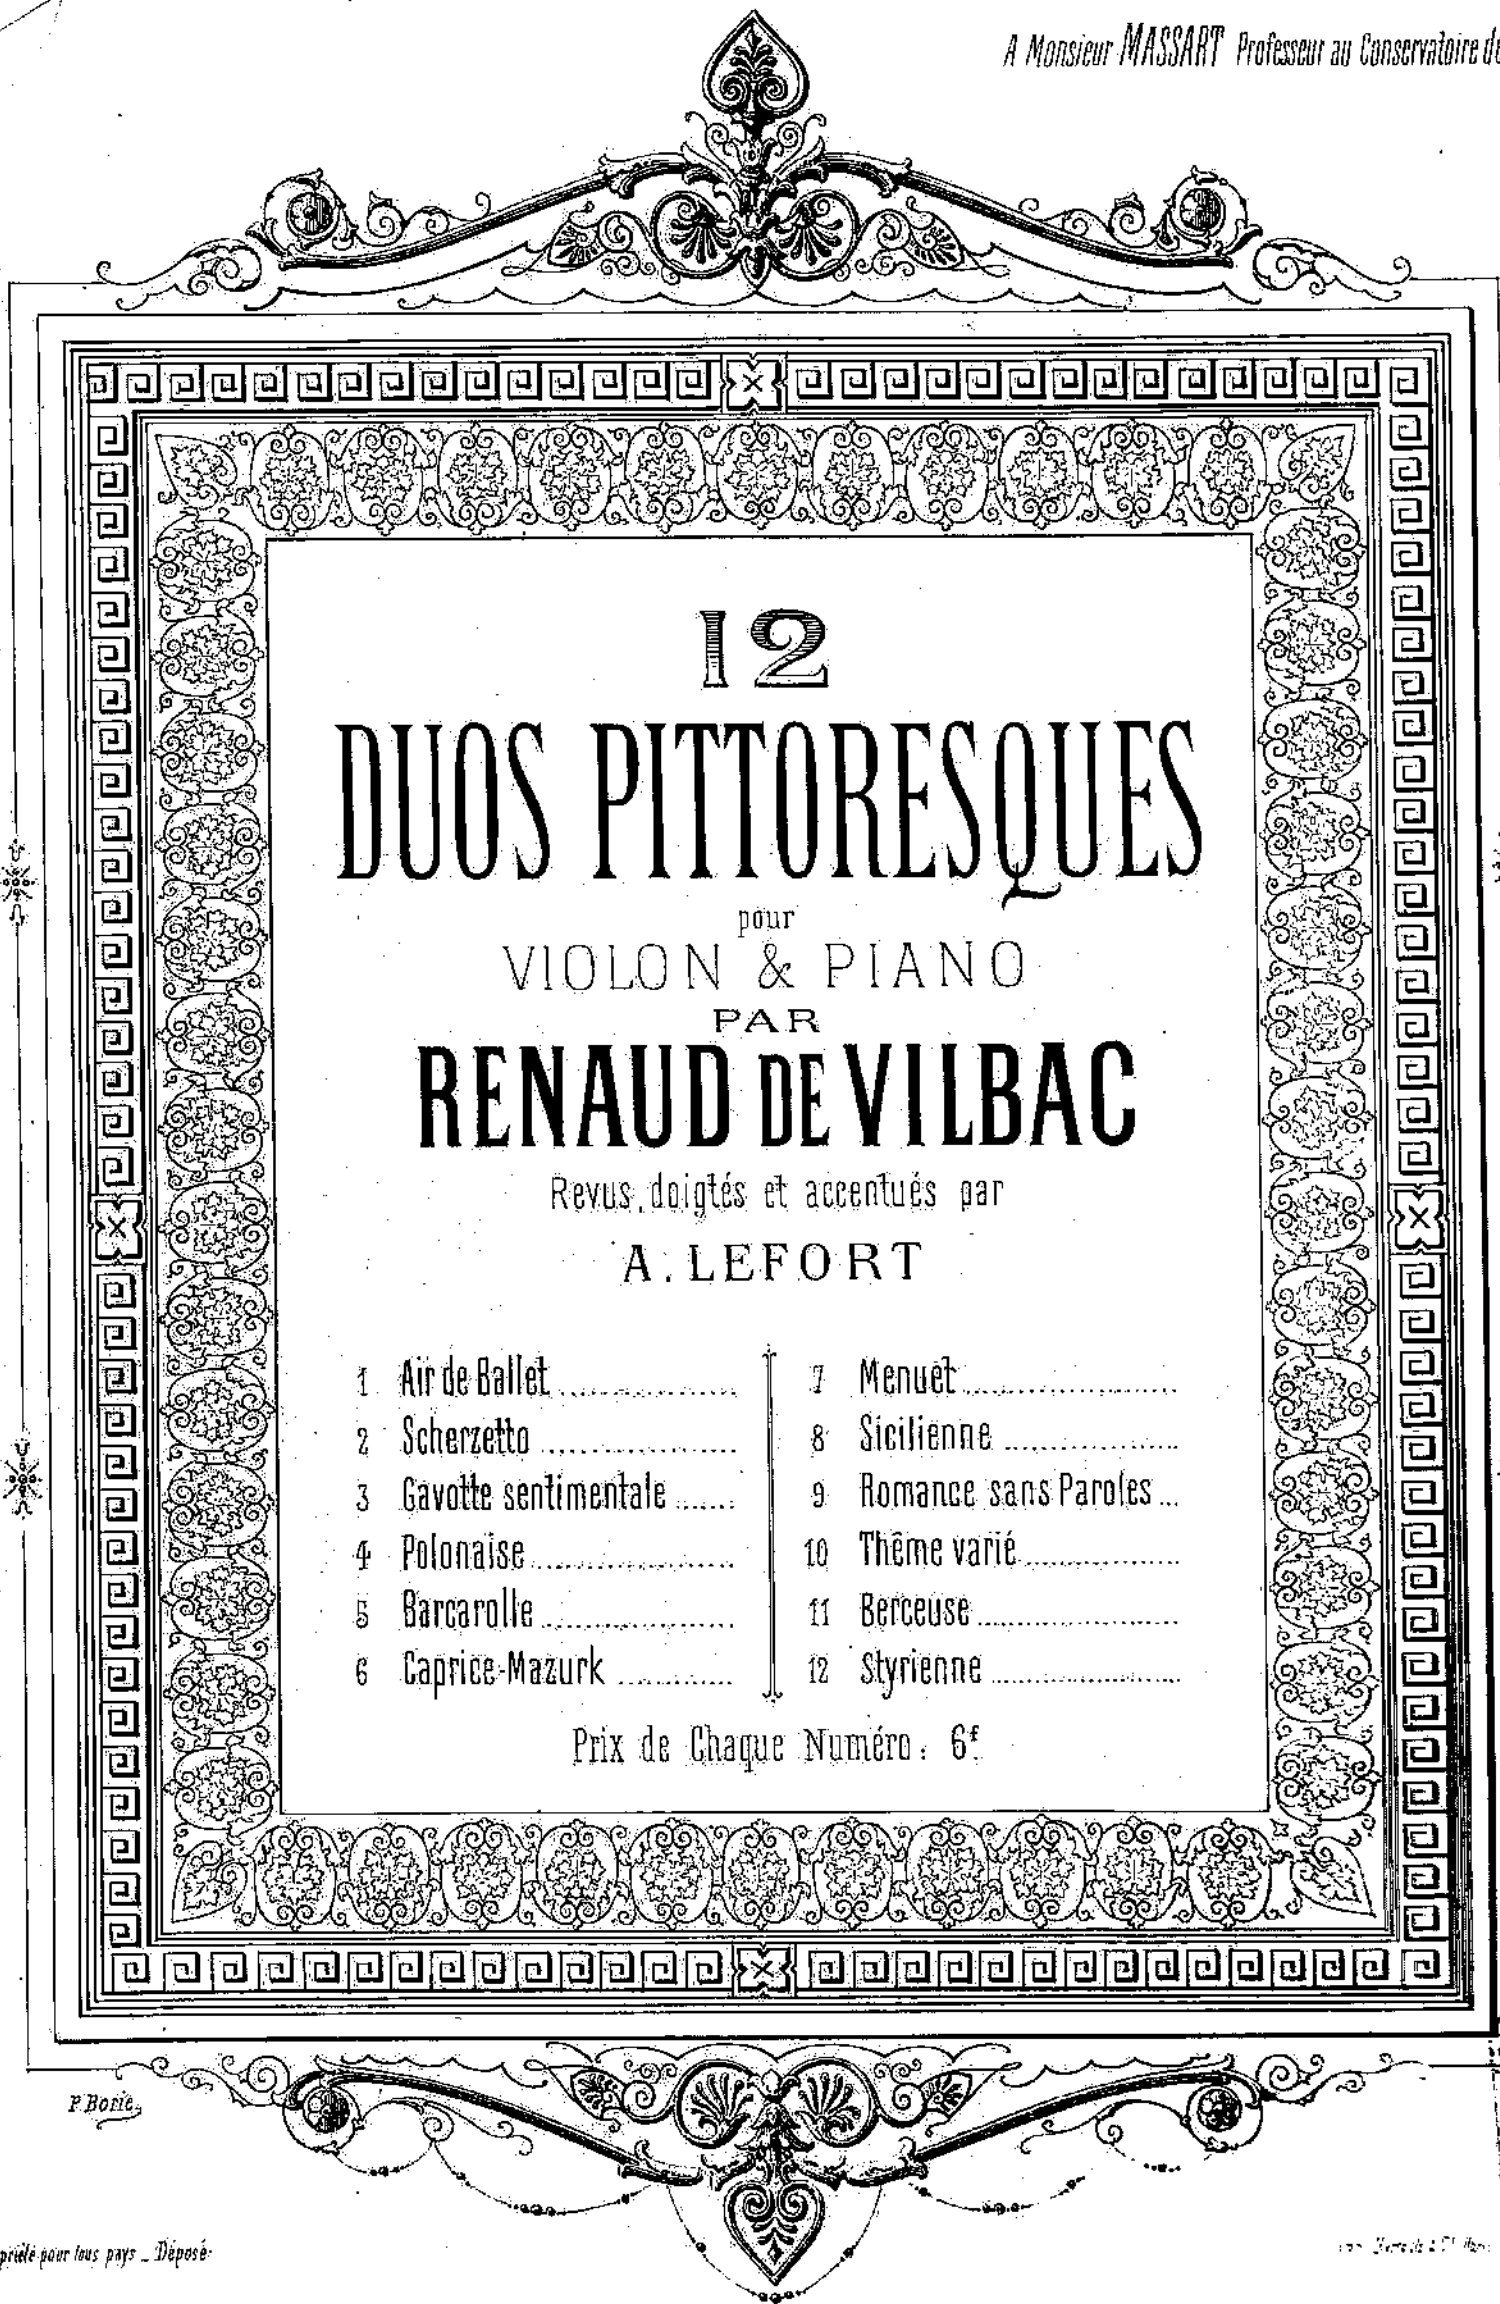 A Monsieur MASSART Professeur au Conservatoire de
12
DUOS PITTORESQUES
pour
VIOLON & PIANO
PAR
RENAUD DE VILBAC
Revus, doigtés et accentués par
A. LEFORT
1 Air de Ballet
2 Scherzetto
3 Gavotte sentimentale
4 Polonaise
5 Barcarolle
6 Caprice-Mazurk
7 Menuet
8 Sicilienne
9 Romance sans Paroles
10 Thême varié
11 Berceuse
12 Styrienne
Prix de Chaque Numéro: 6f
P. Borie
priété pour tous pays _ Déposé